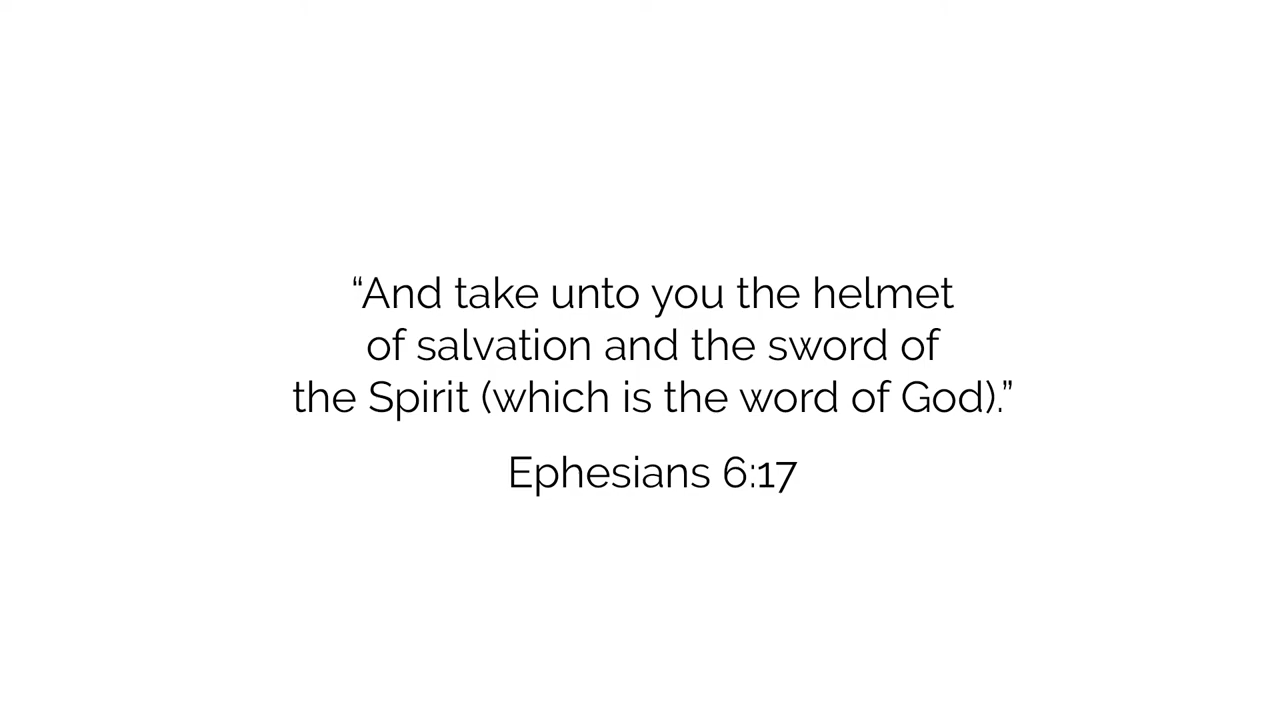 “And take unto you the helmet
of salvation and the sword of
the Spirit (which is the word of God).”
Ephesians 6:17